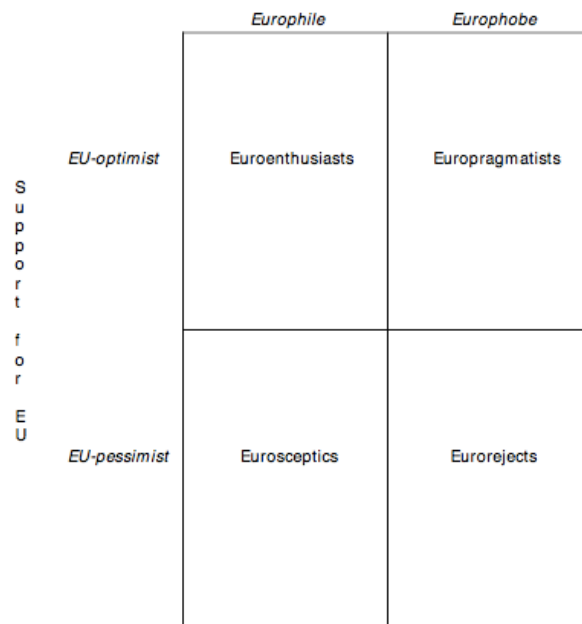 Europhile Europhobe
EU-optimist Euroenthusiasts Europragmatists
Support for EU
EU-pessimist Eurosceptics Eurorejects